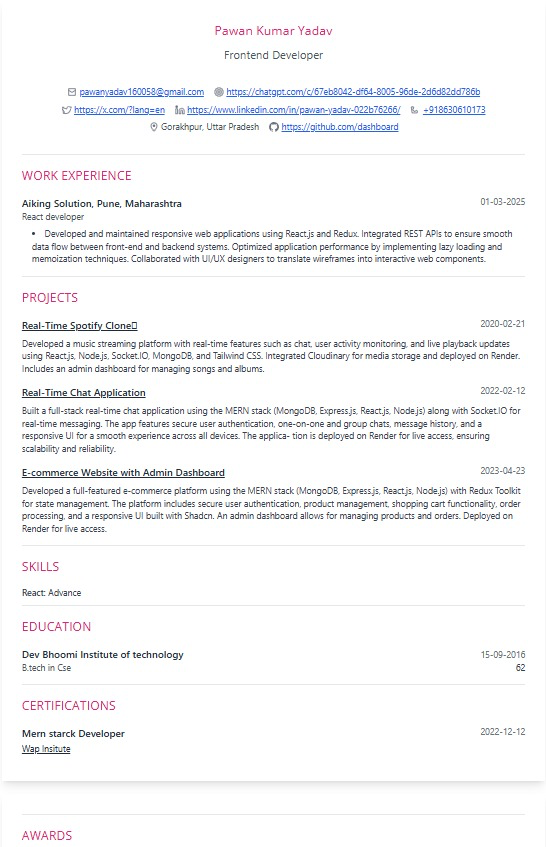 Pawan Kumar Yadav
Frontend Developer
pawanyadav160058@gmail.com https://chatgpt.com/c/67eb8042-df64-8005-96de-2d6d82dd786b
https://x.com/?lang=en https://www.linkedin.com/in/pawan-yadav-022b76266/ +918630610173
Gorakhpur, Uttar Pradesh https://github.com/dashboard
WORK EXPERIENCE
Aiking Solution, Pune, Maharashtra 01-03-2025
React developer
• Developed and maintained responsive web applications using React.js and Redux. Integrated REST APIs to ensure smooth
data flow between front-end and backend systems. Optimized application performance by implementing lazy loading and
memoization techniques. Collaborated with UI/UX designers to translate wireframes into interactive web components.
PROJECTS
Real-Time Spotify Clone 2020-02-21
Developed a music streaming platform with real-time features such as chat, user activity monitoring, and live playback updates
using React.js, Node.js, Socket.IO, MongoDB, and Tailwind CSS. Integrated Cloudinary for media storage and deployed on Render.
Includes an admin dashboard for managing songs and albums.
Real-Time Chat Application 2022-02-12
Built a full-stack real-time chat application using the MERN stack (MongoDB, Express.js, React.js, Node.js) along with Socket.IO for
real-time messaging. The app features secure user authentication, one-on-one and group chats, message history, and a
responsive UI for a smooth experience across all devices. The applica- tion is deployed on Render for live access, ensuring
scalability and reliability.
E-commerce Website with Admin Dashboard 2023-04-23
Developed a full-featured e-commerce platform using the MERN stack (MongoDB, Express.js, React.js, Node.js) with Redux Toolkit
for state management. The platform includes secure user authentication, product management, shopping cart functionality, order
processing, and a responsive UI built with Shadcn. An admin dashboard allows for managing products and orders. Deployed on
Render for live access.
SKILLS
React: Advance
EDUCATION
Dev Bhoomi Institute of technology 15-09-2016
B.tech in Cse 62
CERTIFICATIONS
Mern starck Developer 2022-12-12
Wap Insitute
AWARDS